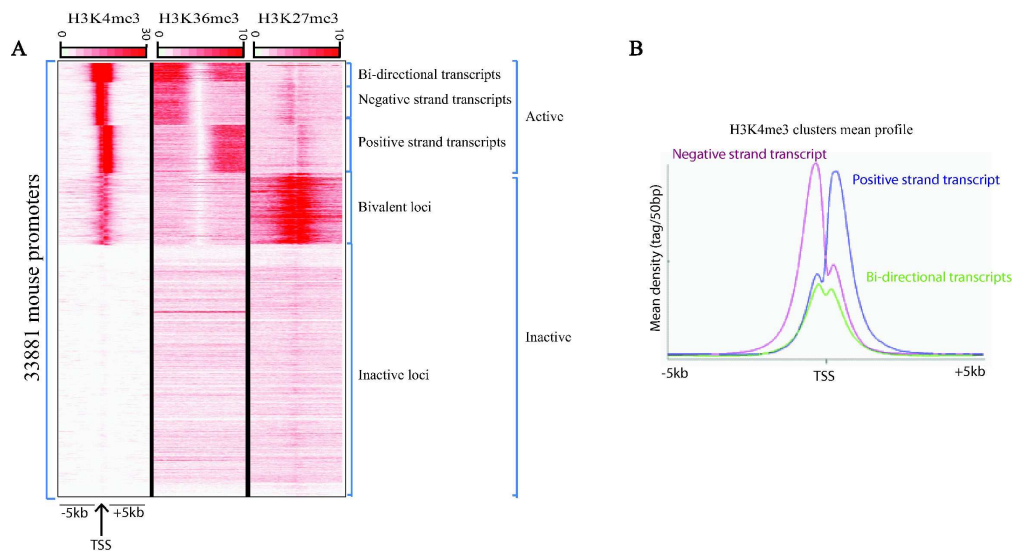 H3K4me3 H3K36me3 H3K27me3
0 30 0 10 0 10
A
Bi-directional transcripts
Negative strand transcripts
Positive strand transcripts
Bivalent loci
Inactive loci
Active
Inactive
33881 mouse promoters
-5kb +5kb
TSS
B
H3K4me3 clusters mean profile
Negative strand transcript
Positive strand transcript
Bi-directional transcripts
Mean density (tag/50bp)
-5kb TSS +5kb